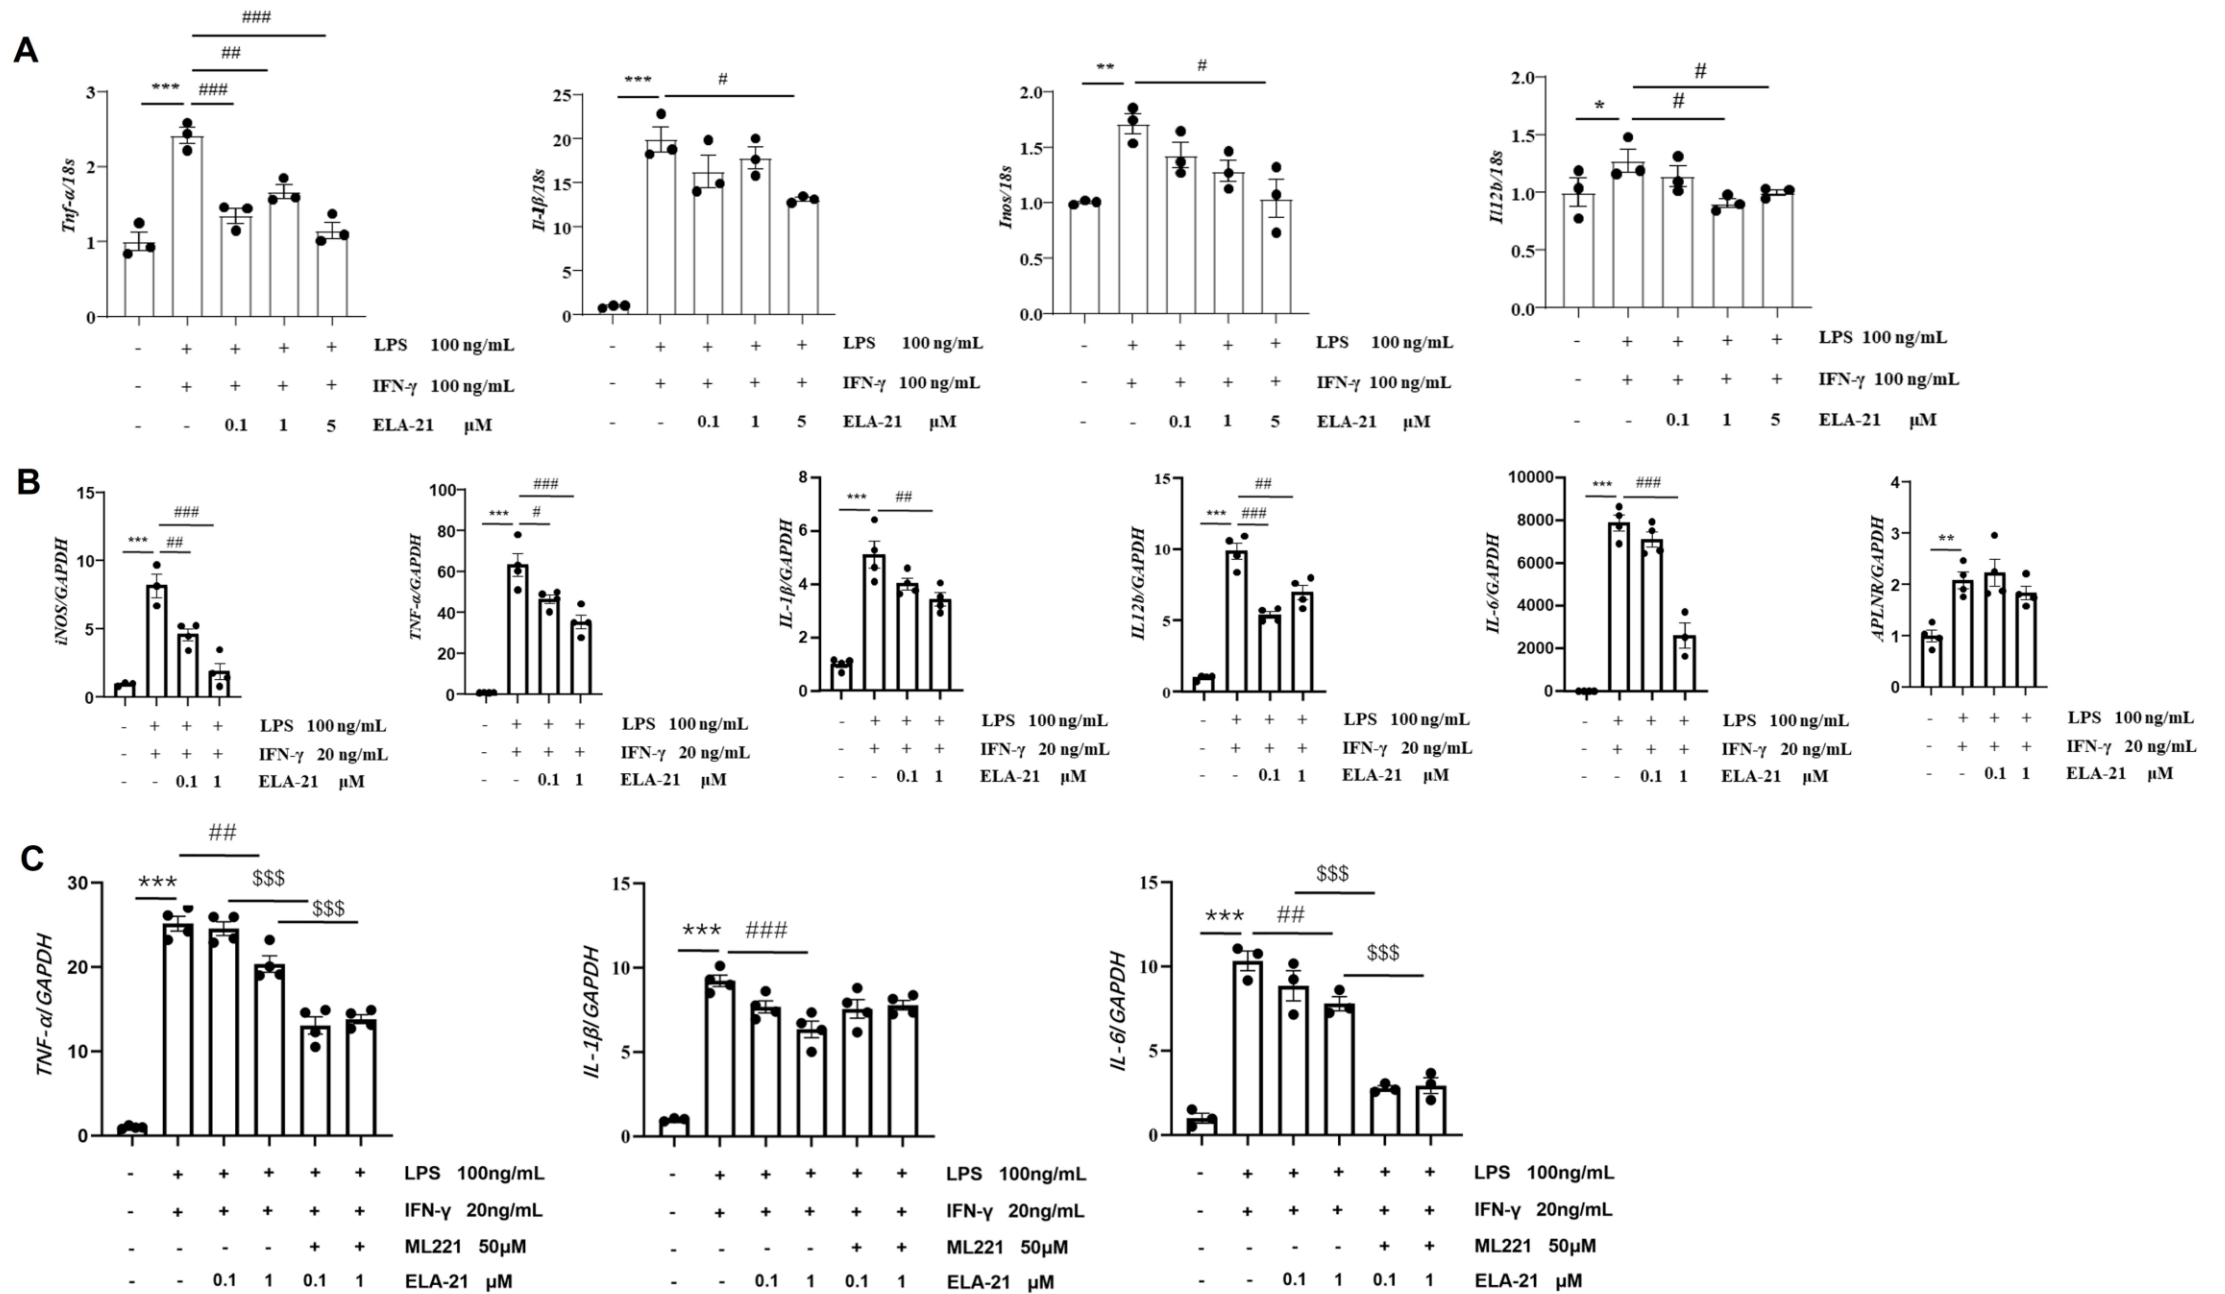 A
###
##
*** ###
3
2
1
0
Tnf-α/18s
- + + + + LPS 100 ng/mL
- + + + + IFN-γ 100 ng/mL
- - 0.1 1 5 ELA-21 μM
*** #
25
20
15
10
5
0
Il-1β/18s
- + + + + LPS 100 ng/mL
- + + + + IFN-γ 100 ng/mL
- - 0.1 1 5 ELA-21 μM
** #
2.0
1.5
1.0
0.5
0.0
Inos/18s
- + + + + LPS 100 ng/mL
- + + + + IFN-γ 100 ng/mL
- - 0.1 1 5 ELA-21 μM
#
* #
2.0
1.5
1.0
0.5
0.0
Il12b/18s
- + + + + LPS 100 ng/mL
- + + + + IFN-γ 100 ng/mL
- - 0.1 1 5 ELA-21 μM
B
###
*** ##
15
10
5
0
iNOS/GAPDH
- + + + LPS 100 ng/mL
- + + + IFN-γ 20 ng/mL
- - 0.1 1 ELA-21 μM
###
*** #
100
80
60
40
20
0
TNF-α/GAPDH
- + + + LPS 100 ng/mL
- + + + IFN-γ 20 ng/mL
- - 0.1 1 ELA-21 μM
*** ##
8
6
4
2
0
IL-1β/GAPDH
- + + + LPS 100 ng/mL
- + + + IFN-γ 20 ng/mL
- - 0.1 1 ELA-21 μM
##
*** ###
15
10
5
0
IL12b/GAPDH
- + + + LPS 100 ng/mL
- + + + IFN-γ 20 ng/mL
- - 0.1 1 ELA-21 μM
*** ###
10000
8000
6000
4000
2000
0
IL-6/GAPDH
- + + + LPS 100 ng/mL
- + + + IFN-γ 20 ng/mL
- - 0.1 1 ELA-21 μM
**
4
3
2
1
0
APLNR/GAPDH
- + + + LPS 100 ng/mL
- + + + IFN-γ 20 ng/mL
- - 0.1 1 ELA-21 μM
C
##
*** $$$
$$$
30
20
10
0
TNF-α/GAPDH
- + + + + + LPS 100ng/mL
- + + + + + IFN-γ 20ng/mL
- - - - + + ML221 50μM
- - 0.1 1 0.1 1 ELA-21 μM
*** ###
15
10
5
0
IL-1β/GAPDH
- + + + + + LPS 100ng/mL
- + + + + + IFN-γ 20ng/mL
- - - - + + ML221 50μM
- - 0.1 1 0.1 1 ELA-21 μM
$$$
*** ##
$$$
15
10
5
0
IL-6/GAPDH
- + + + + + LPS 100ng/mL
- + + + + + IFN-γ 20ng/mL
- - - - + + ML221 50μM
- - 0.1 1 0.1 1 ELA-21 μM